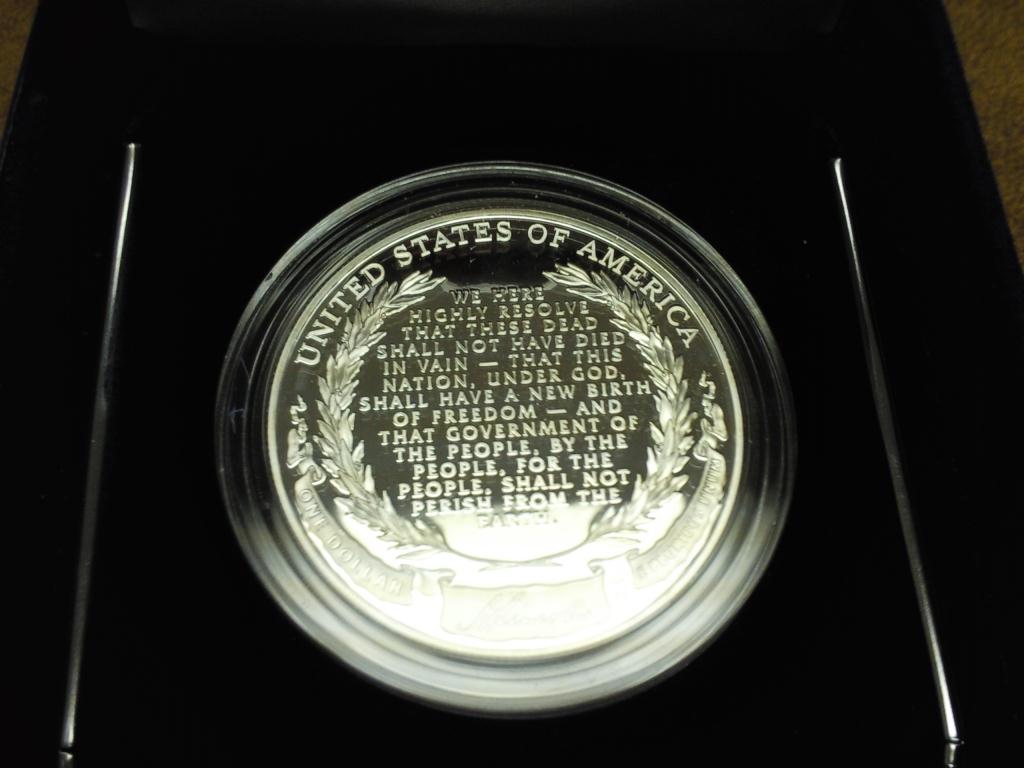 UNITED STATES OF AMERICA
WE HERE
HIGHLY RESOLVE
THAT THESE DEAD
SHALL NOT HAVE DIED
IN VAIN — THAT THIS
NATION, UNDER GOD,
SHALL HAVE A NEW BIRTH
OF FREEDOM — AND
THAT GOVERNMENT OF
THE PEOPLE, BY THE
PEOPLE, FOR THE
PEOPLE, SHALL NOT
PERISH FROM THE
EARTH.
ONE DOLLAR